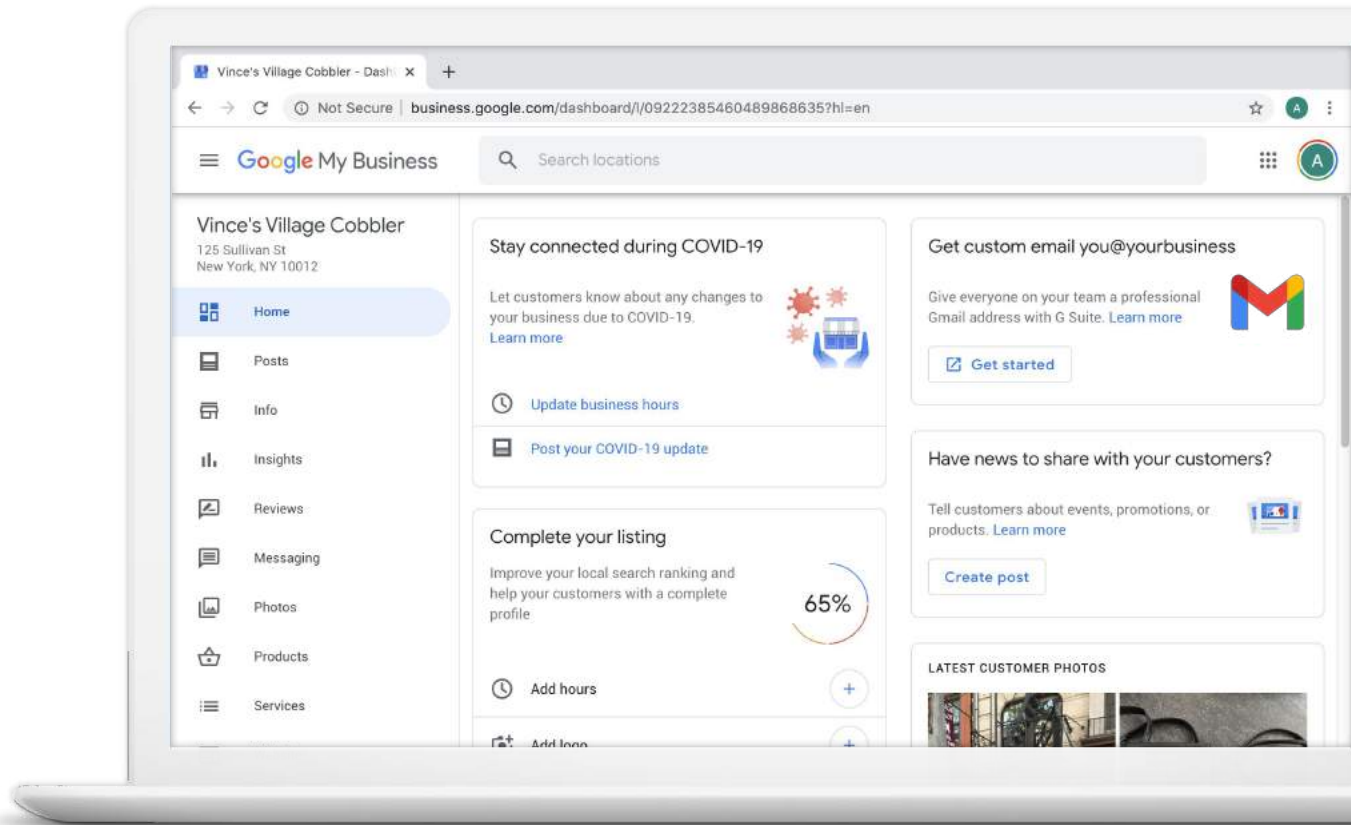 Vince's Village Cobbler - Dash
Not Secure | business.google.com/dashboard/l/09222385460489868635?hl=en
A
Google My Business
Search locations
A
Vince's Village Cobbler
125 Sullivan St
New York, NY 10012
Home
Posts
Info
Insights
Reviews
Messaging
Photos
Products
Services
Stay connected during COVID-19
Let customers know about any changes to
your business due to COVID-19.
Learn more
Update business hours
Post your COVID-19 update
Complete your listing
Improve your local search ranking and
help your customers with a complete
profile
65%
Add hours
Add logo
Get custom email you@yourbusiness
Give everyone on your team a professional
Gmail address with G Suite. Learn more
Get started
Have news to share with your customers?
Tell customers about events, promotions, or
products. Learn more
Create post
LATEST CUSTOMER PHOTOS